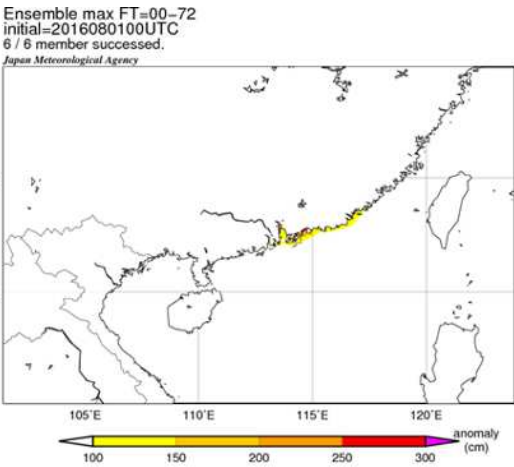 Ensemble max FT=00-72
initial=2016080100UTC
6 / 6 member successed.
Japan Meteorological Agency
105°E 110°E 115°E 120°E
anomaly
(cm)
100 150 200 250 300